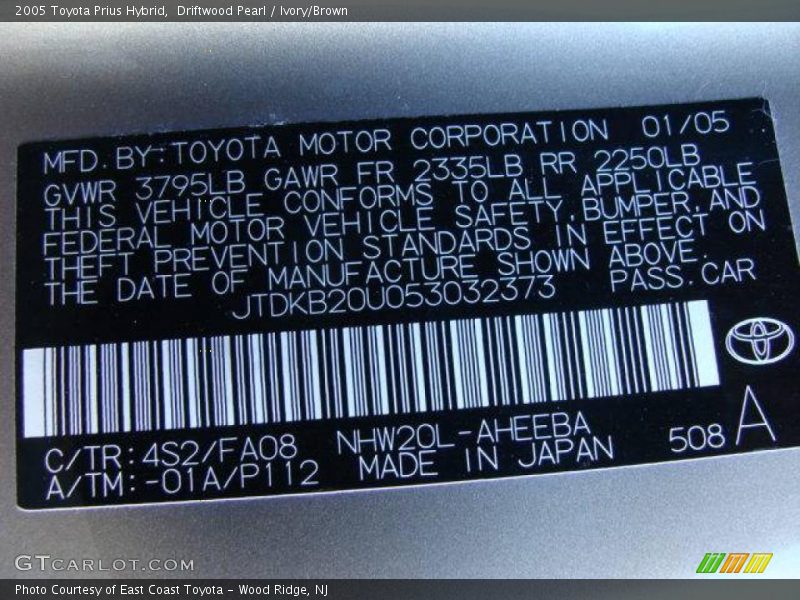 2005 Toyota Prius Hybrid,  Driftwood Pearl / Ivory/Brown
MFD. BY: TOYOTA MOTOR CORPORATION 01/05
GVWR 3795LB GAWR FR 2335LB RR 2250LB
THIS VEHICLE CONFORMS TO ALL APPLICABLE
FEDERAL MOTOR VEHICLE SAFETY, BUMPER, AND
THEFT PREVENTION STANDARDS IN EFFECT ON
THE DATE OF MANUFACTURE SHOWN ABOVE.
JTDKB20U053032373 PASS. CAR
C/TR: 4S2/FA08 NHW20L-AHEEBA 508 A
A/TM: -01A/P112 MADE IN JAPAN
GTCARLOT.COM
Photo Courtesy of East Coast Toyota - Wood Ridge, NJ